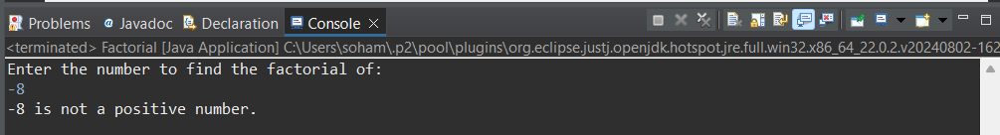 Problems @ Javadoc Declaration Console ×
<terminated> Factorial [Java Application] C:\Users\soham\.p2\pool\plugins\org.eclipse.justj.openjdk.hotspot.jre.full.win32.x86_64_22.0.2.v20240802-162
Enter the number to find the factorial of:
-8
-8 is not a positive number.